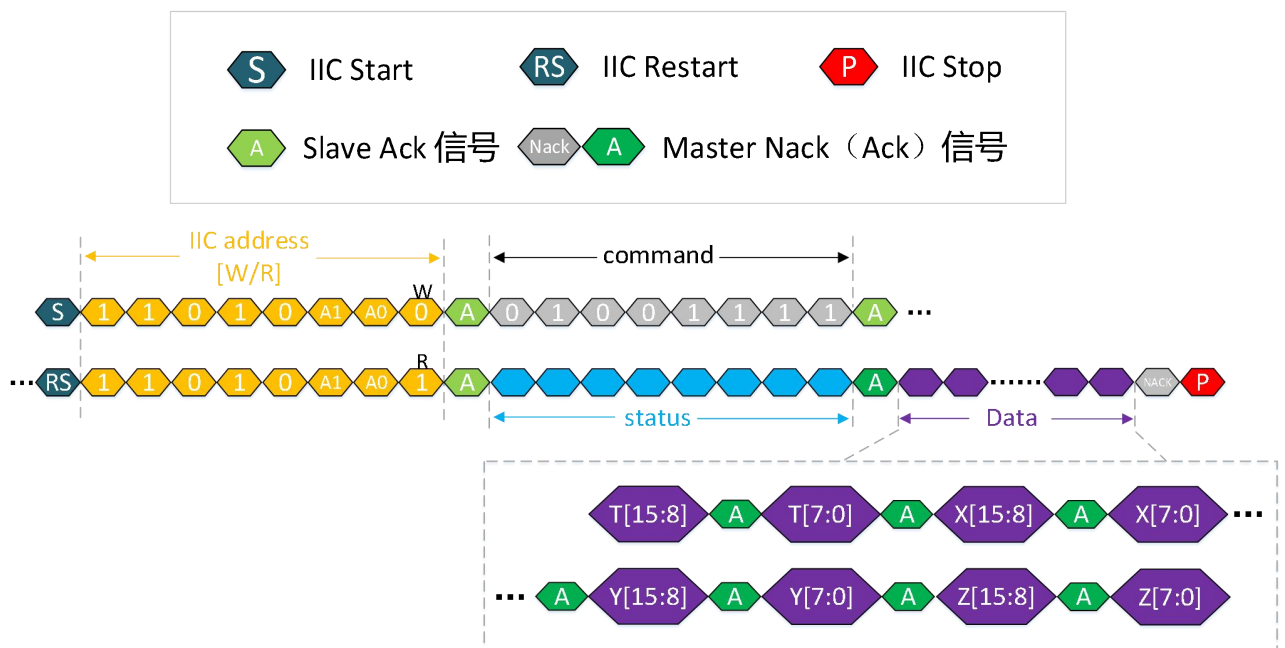 S IIC Start RS IIC Restart P IIC Stop
A Slave Ack 信号 Nack A Master Nack（Ack）信号
IIC address
[W/R]
command
W
S 1 1 0 1 0 A1 A0 0 A 0 1 0 0 1 1 1 1 A ...
R
... RS 1 1 0 1 0 A1 A0 1 A A ...... NACK P
status Data
T[15:8] A T[7:0] A X[15:8] A X[7:0] ...
... A Y[15:8] A Y[7:0] A Z[15:8] A Z[7:0]